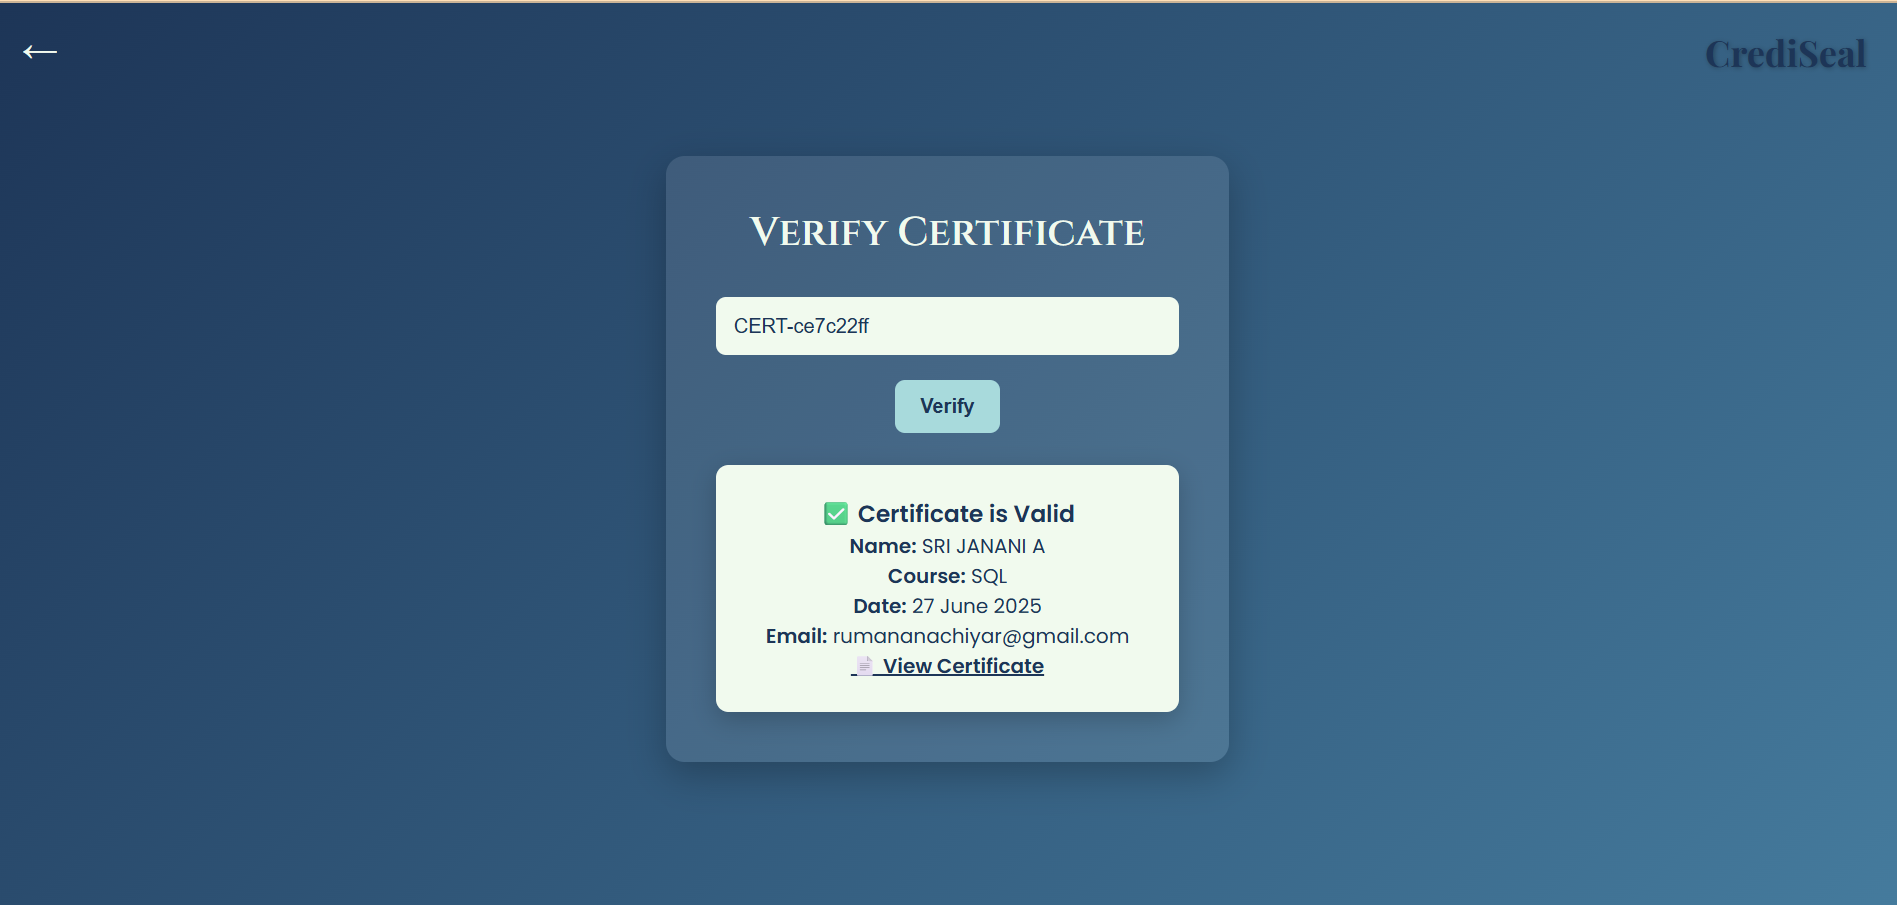 ←
CrediSeal
VERIFY CERTIFICATE
CERT-ce7c22ff
Verify
✅ Certificate is Valid
Name: SRI JANANI A
Course: SQL
Date: 27 June 2025
Email: rumananachiyar@gmail.com
📄 View Certificate